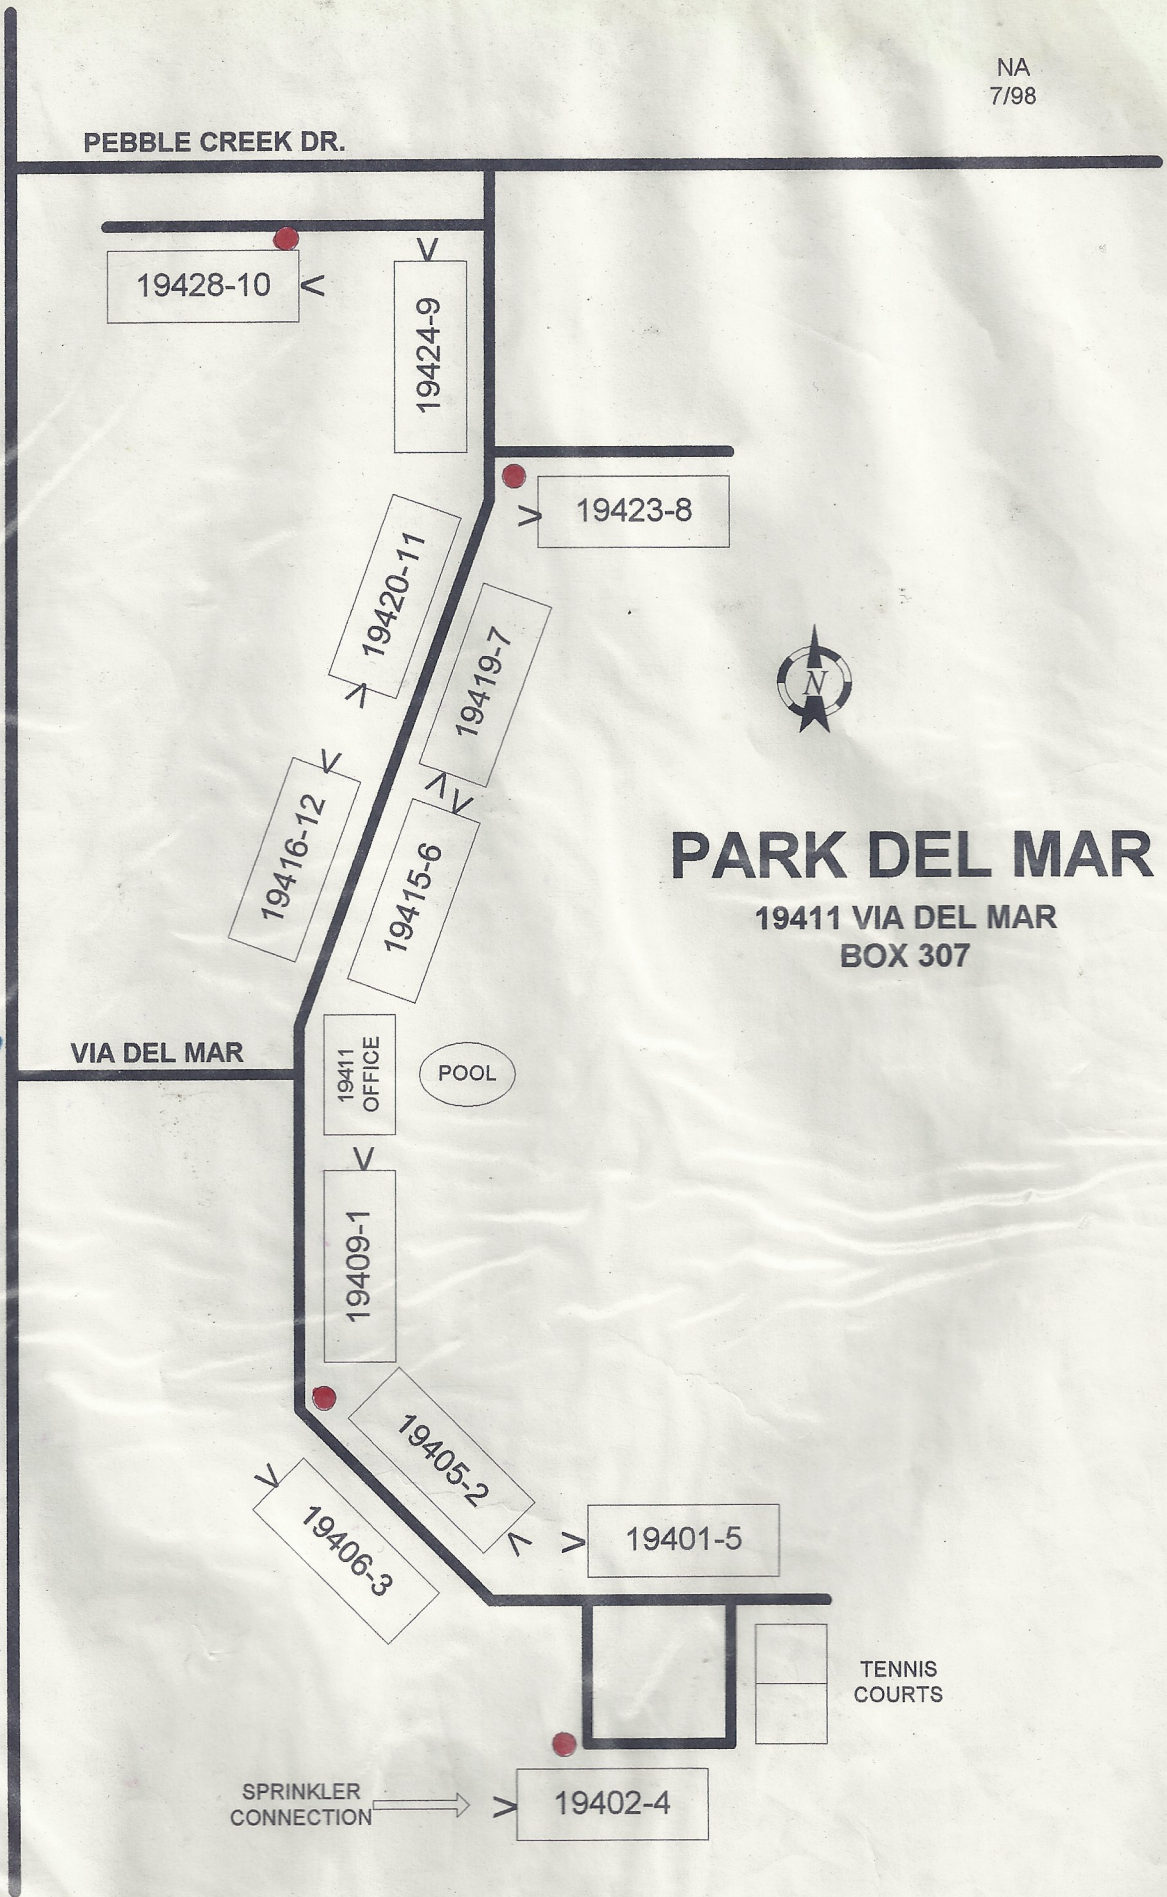 NA
7/98
PEBBLE CREEK DR.
19428-10
19424-9
19423-8
19420-11
19419-7
N
19416-12
19415-6
PARK DEL MAR
19411 VIA DEL MAR
BOX 307
VIA DEL MAR
19411
OFFICE
POOL
19409-1
19405-2
19406-3
19401-5
TENNIS
COURTS
SPRINKLER
CONNECTION
19402-4